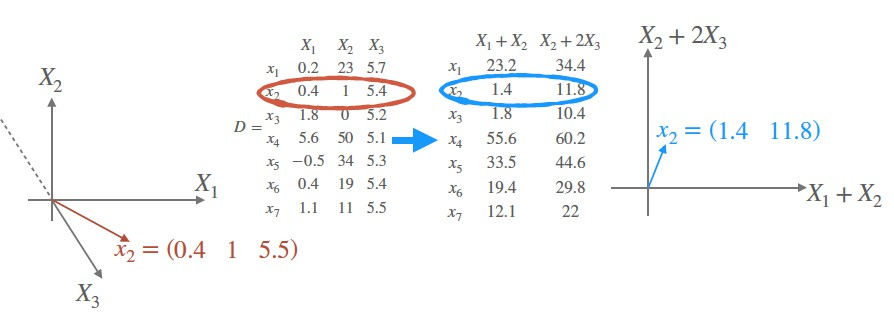 X₂
X₁
X₃
x₂ = (0.4 1 5.5)
D =
X₁ X₂ X₃
x₁ 0.2 23 5.7
x₂ 0.4 1 5.4
x₃ 1.8 0 5.2
x₄ 5.6 50 5.1
x₅ −0.5 34 5.3
x₆ 0.4 19 5.4
x₇ 1.1 11 5.5
X₁ + X₂ X₂ + 2X₃
x₁ 23.2 34.4
x₂ 1.4 11.8
x₃ 1.8 10.4
x₄ 55.6 60.2
x₅ 33.5 44.6
x₆ 19.4 29.8
x₇ 12.1 22
X₂ + 2X₃
x₂ = (1.4 11.8)
X₁ + X₂